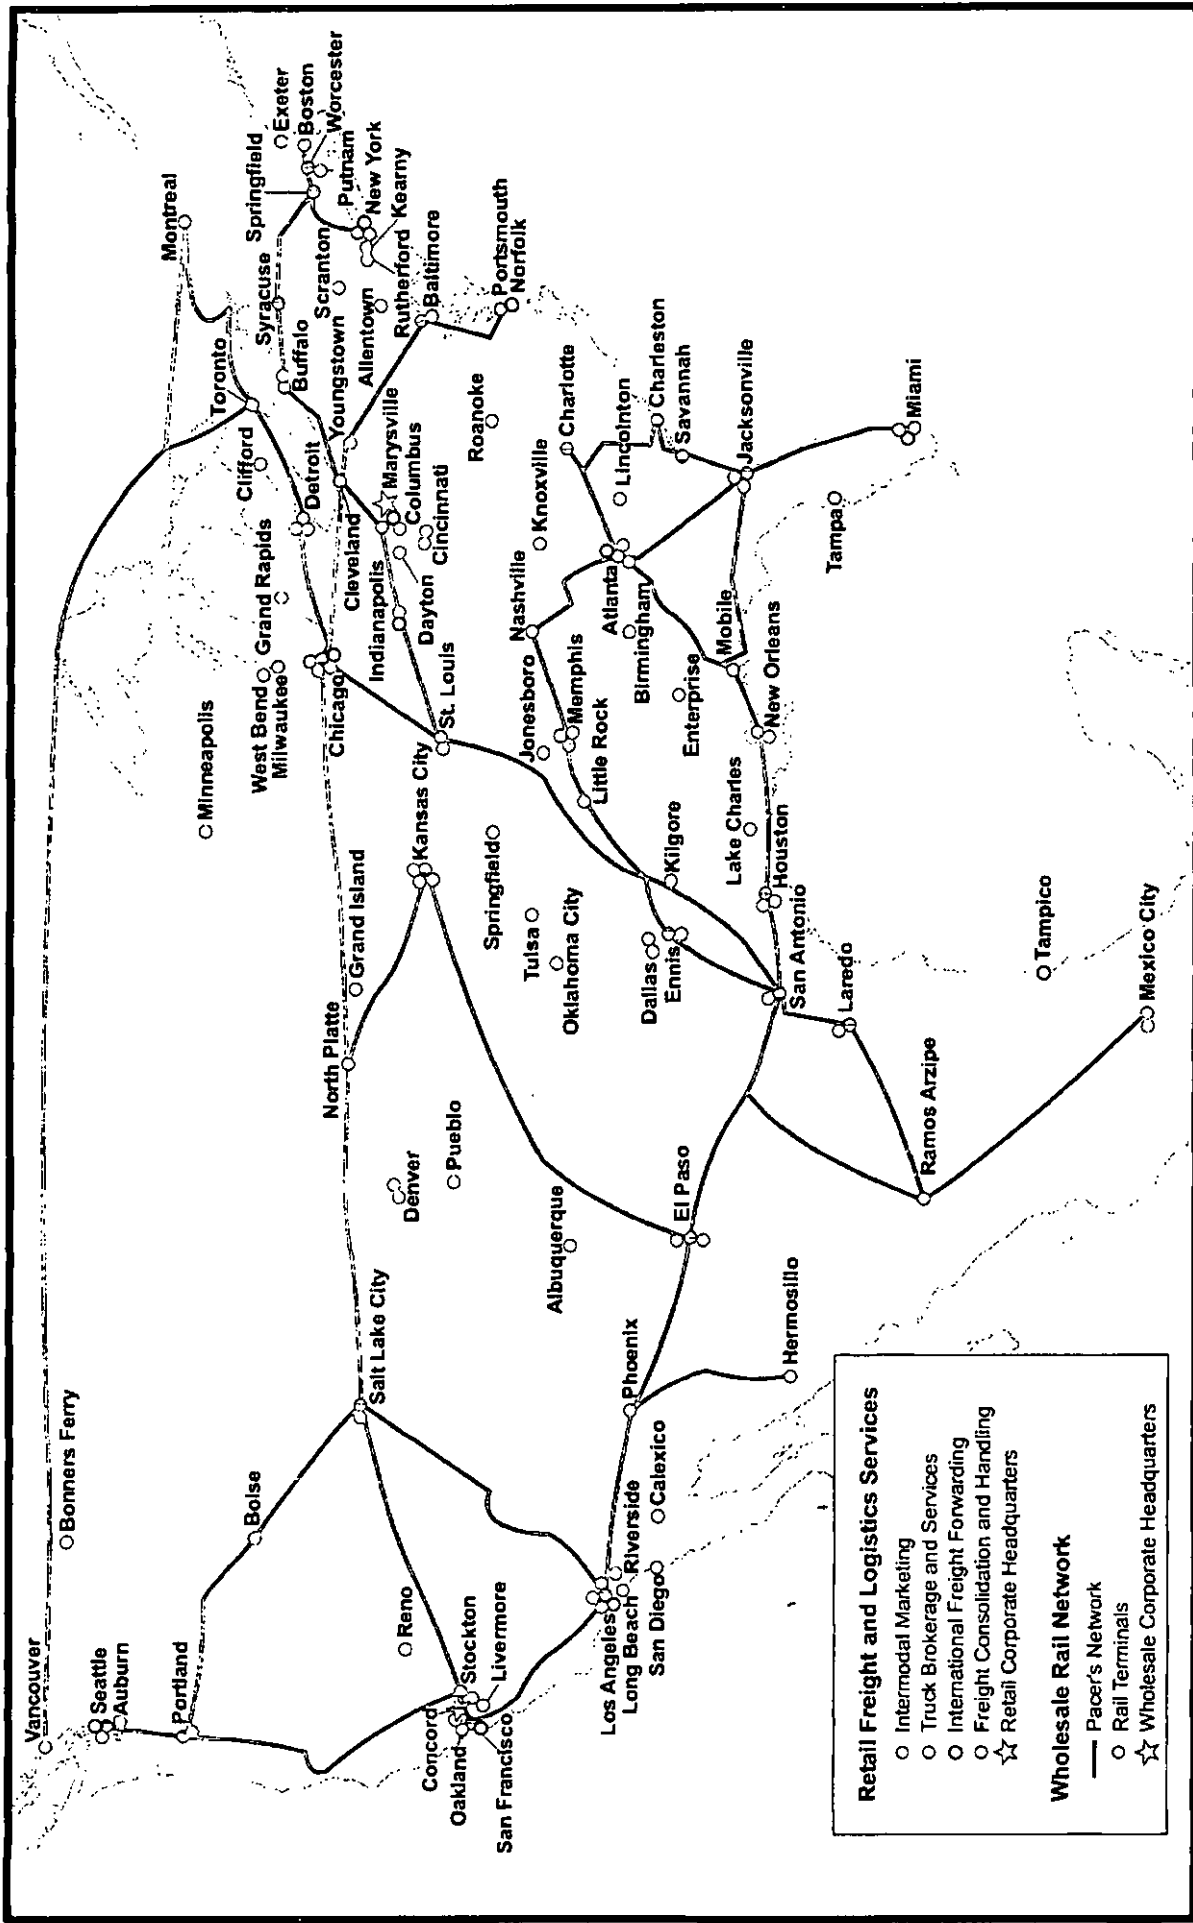 Vancouver
Bonners Ferry
Seattle
Auburn
Portland
Boise
Salt Lake City
Reno
Concord
Oakland
San Francisco
Stockton
Livermore
Los Angeles
Long Beach
San Diego
Riverside
Calexico
Phoenix
Hermosillo
El Paso
Albuquerque
Denver
Pueblo
North Platte
Grand Island
Kansas City
Minneapolis
West Bend
Milwaukee
Grand Rapids
Chicago
Detroit
Clifford
Toronto
Montreal
Cleveland
Indianapolis
Dayton
St. Louis
Marysville
Columbus
Cincinnati
Youngstown
Buffalo
Syracuse
Springfield
Exeter
Boston
Worcester
Putnam
New York
Kearny
Scranton
Allentown
Rutherford
Baltimore
Portsmouth
Norfolk
Roanoke
Springfield
Tulsa
Oklahoma City
Jonesboro
Memphis
Little Rock
Nashville
Knoxville
Charlotte
Lincolnton
Charleston
Savannah
Atlanta
Birmingham
Enterprise
Mobile
New Orleans
Jacksonville
Tampa
Miami
Dallas
Ennis
Kilgore
Lake Charles
Houston
San Antonio
Laredo
Ramos Arzipe
Tampico
Mexico City
Retail Freight and Logistics Services
Intermodal Marketing
Truck Brokerage and Services
International Freight Forwarding
Freight Consolidation and Handling
Retail Corporate Headquarters
Wholesale Rail Network
Pacer's Network
Rail Terminals
Wholesale Corporate Headquarters